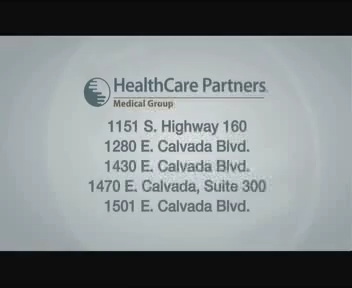 HealthCare Partners.
Medical Group
1151 S. Highway 160
1280 E. Calvada Blvd.
1430 E. Calvada Blvd.
1470 E. Calvada, Suite 300
1501 E. Calvada Blvd.